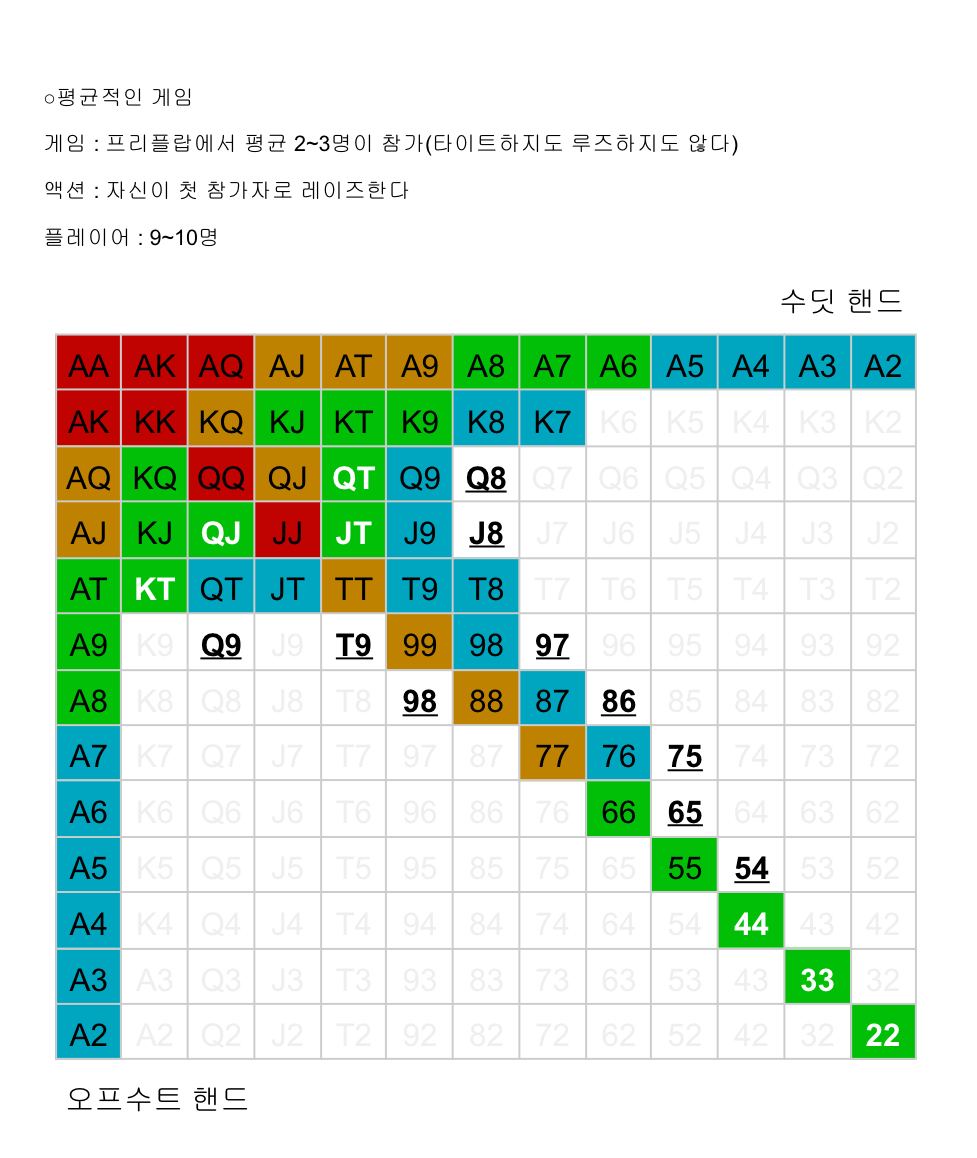 ○평균적인 게임
게임 : 프리플랍에서 평균 2~3명이 참가(타이트하지도 루즈하지도 않다)
액션 : 자신이 첫 참가자로 레이즈한다
플레이어 : 9~10명
수딧 핸드
AA AK AQ AJ AT A9 A8 A7 A6 A5 A4 A3 A2
AK KK KQ KJ KT K9 K8 K7 K6 K5 K4 K3 K2
AQ KQ QQ QJ QT Q9 Q8 Q7 Q6 Q5 Q4 Q3 Q2
AJ KJ QJ JJ JT J9 J8 J7 J6 J5 J4 J3 J2
AT KT QT JT TT T9 T8 T7 T6 T5 T4 T3 T2
A9 K9 Q9 J9 T9 99 98 97 96 95 94 93 92
A8 K8 Q8 J8 T8 98 88 87 86 85 84 83 82
A7 K7 Q7 J7 T7 97 87 77 76 75 74 73 72
A6 K6 Q6 J6 T6 96 86 76 66 65 64 63 62
A5 K5 Q5 J5 T5 95 85 75 65 55 54 53 52
A4 K4 Q4 J4 T4 94 84 74 64 54 44 43 42
A3 A3 Q3 J3 T3 93 83 73 63 53 43 33 32
A2 A2 Q2 J2 T2 92 82 72 62 52 42 32 22
오프수트 핸드